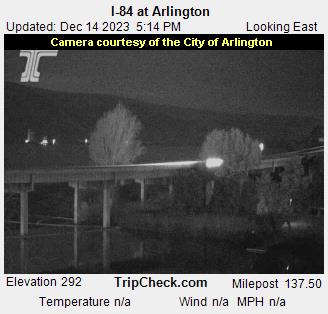 I-84 at Arlington
Updated: Dec 14 2023 5:14 PM Looking East
Camera courtesy of the City of Arlington
Elevation 292 TripCheck.com Milepost 137.50
Temperature n/a Wind n/a MPH n/a